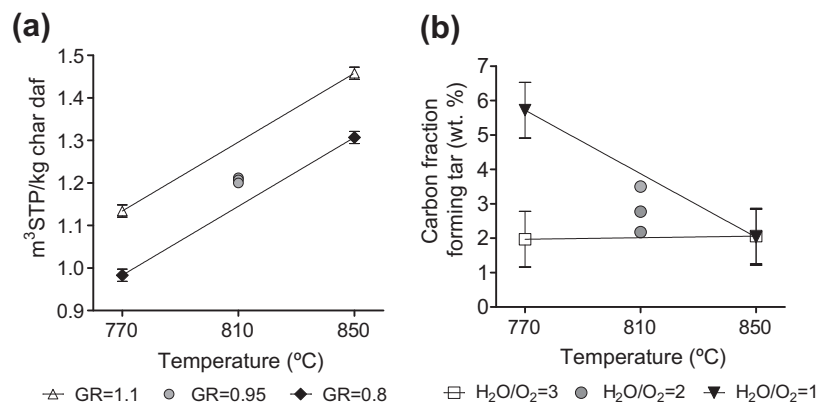 (a)
m³STP/kg char daf
1.5
1.4
1.3
1.2
1.1
1.0
0.9
770 810 850
Temperature (ºC)
GR=1.1 GR=0.95 GR=0.8
(b)
Carbon fraction
forming tar (wt. %)
7
6
5
4
3
2
1
0
770 810 850
Temperature (ºC)
H₂O/O₂=3 H₂O/O₂=2 H₂O/O₂=1